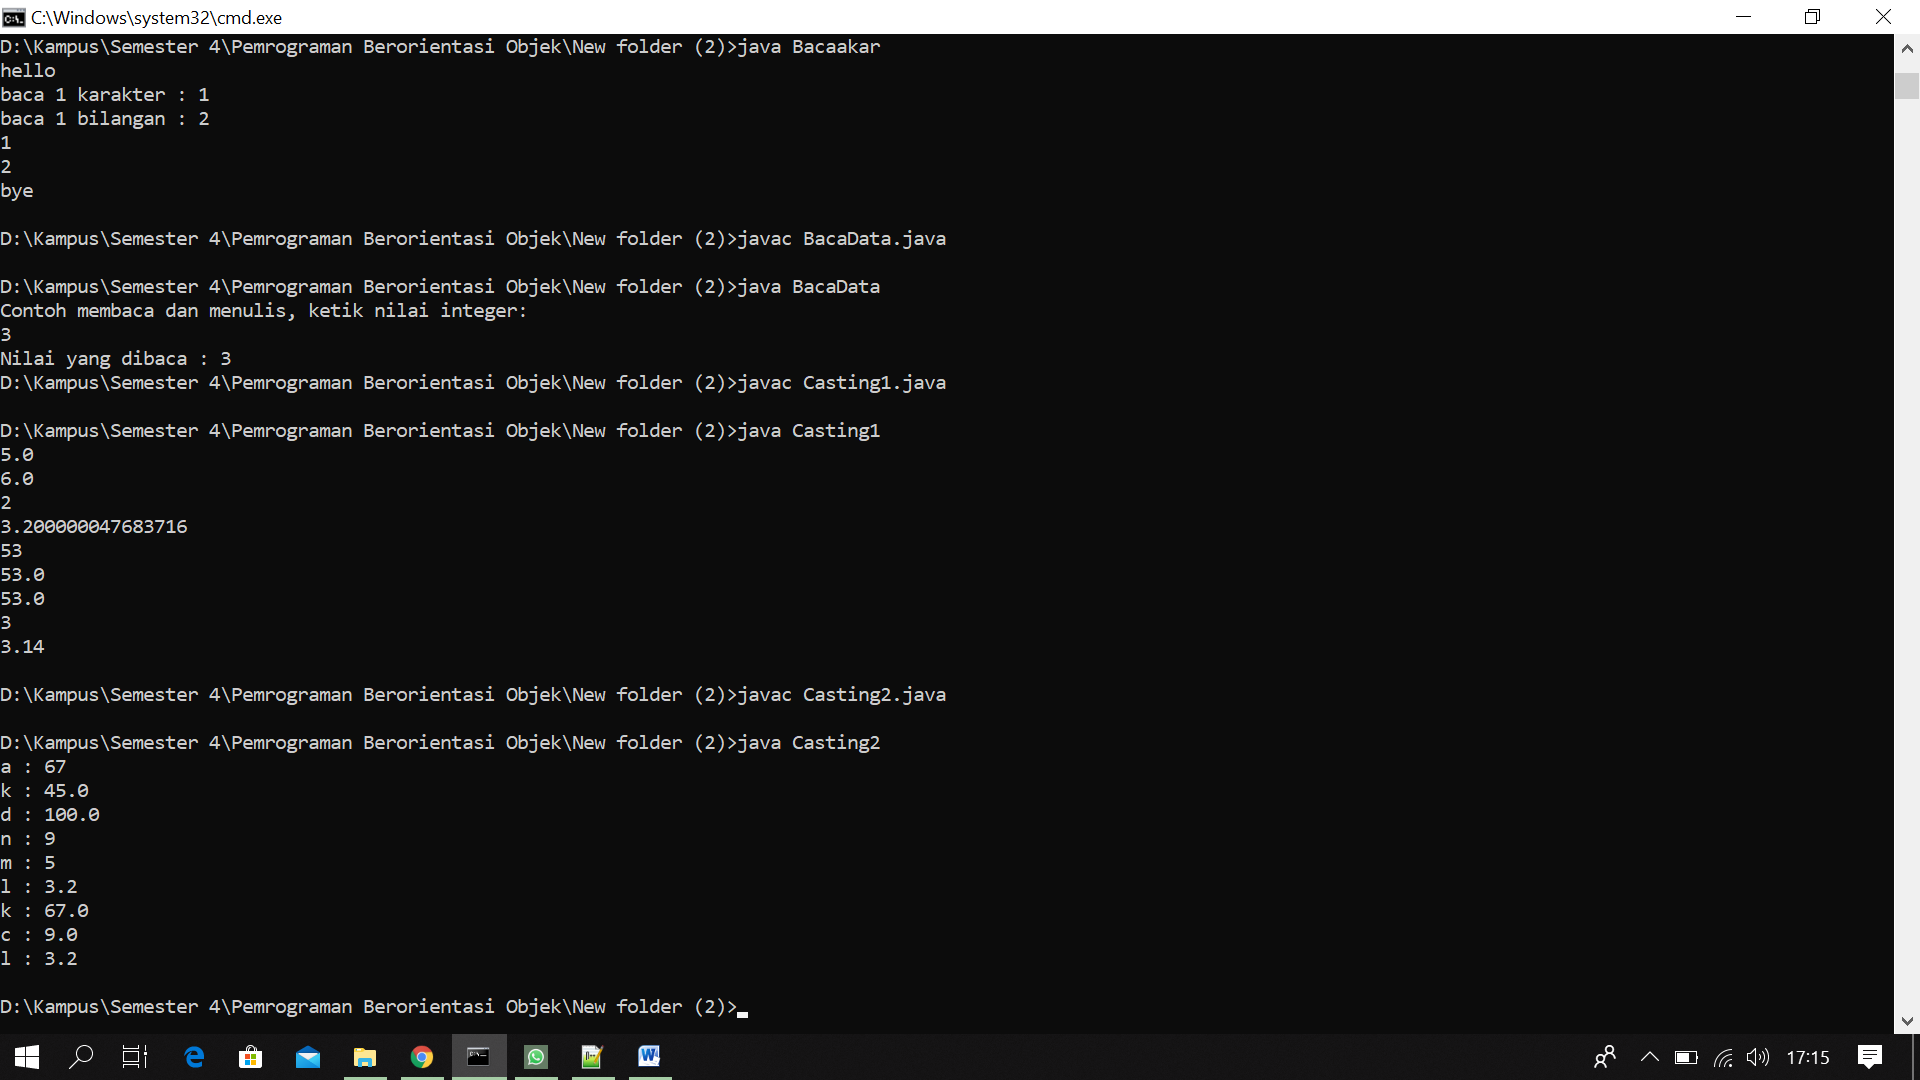 C:\Windows\system32\cmd.exe
D:\Kampus\Semester 4\Pemrograman Berorientasi Objek\New folder (2)>java Bacaakar
hello
baca 1 karakter : 1
baca 1 bilangan : 2
1
2
bye
D:\Kampus\Semester 4\Pemrograman Berorientasi Objek\New folder (2)>javac BacaData.java
D:\Kampus\Semester 4\Pemrograman Berorientasi Objek\New folder (2)>java BacaData
Contoh membaca dan menulis, ketik nilai integer:
3
Nilai yang dibaca : 3
D:\Kampus\Semester 4\Pemrograman Berorientasi Objek\New folder (2)>javac Casting1.java
D:\Kampus\Semester 4\Pemrograman Berorientasi Objek\New folder (2)>java Casting1
5.0
6.0
2
3.200000047683716
53
53.0
53.0
3
3.14
D:\Kampus\Semester 4\Pemrograman Berorientasi Objek\New folder (2)>javac Casting2.java
D:\Kampus\Semester 4\Pemrograman Berorientasi Objek\New folder (2)>java Casting2
a : 67
k : 45.0
d : 100.0
n : 9
m : 5
l : 3.2
k : 67.0
c : 9.0
l : 3.2
D:\Kampus\Semester 4\Pemrograman Berorientasi Objek\New folder (2)>
17:15